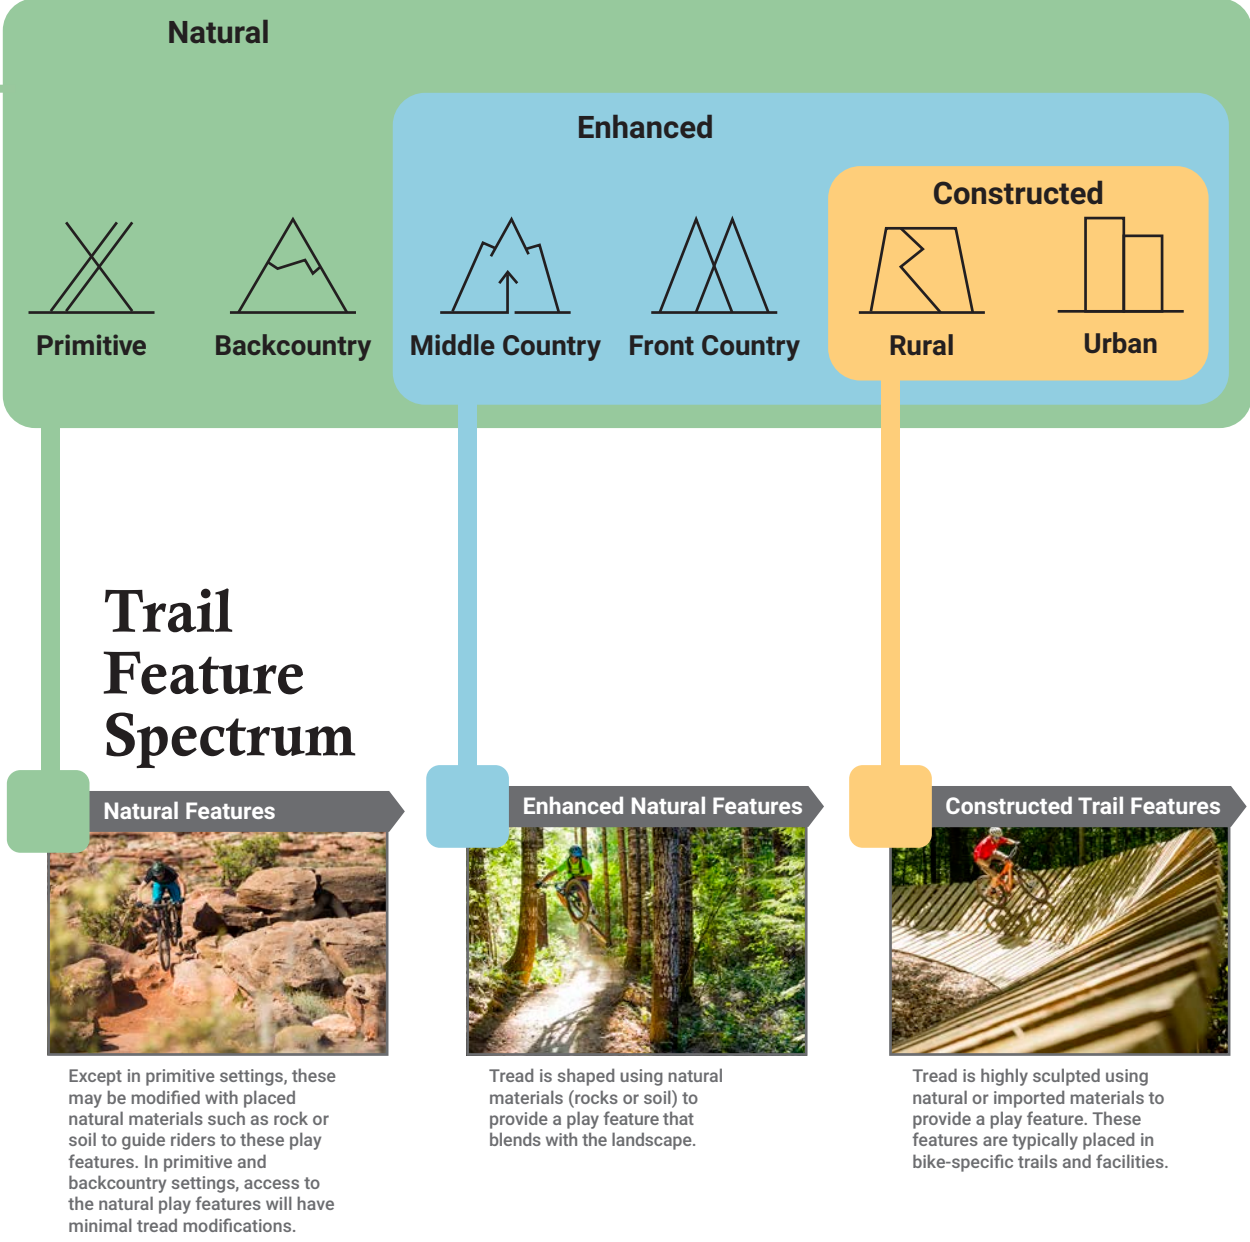 Natural
Enhanced
Constructed
Primitive
Backcountry
Middle Country
Front Country
Rural
Urban
Trail
Feature
Spectrum
Natural Features
Except in primitive settings, these
may be modified with placed
natural materials such as rock or
soil to guide riders to these play
features. In primitive and
backcountry settings, access to
the natural play features will have
minimal tread modifications.
Enhanced Natural Features
Tread is shaped using natural
materials (rocks or soil) to
provide a play feature that
blends with the landscape.
Constructed Trail Features
Tread is highly sculpted using
natural or imported materials to
provide a play feature. These
features are typically placed in
bike-specific trails and facilities.